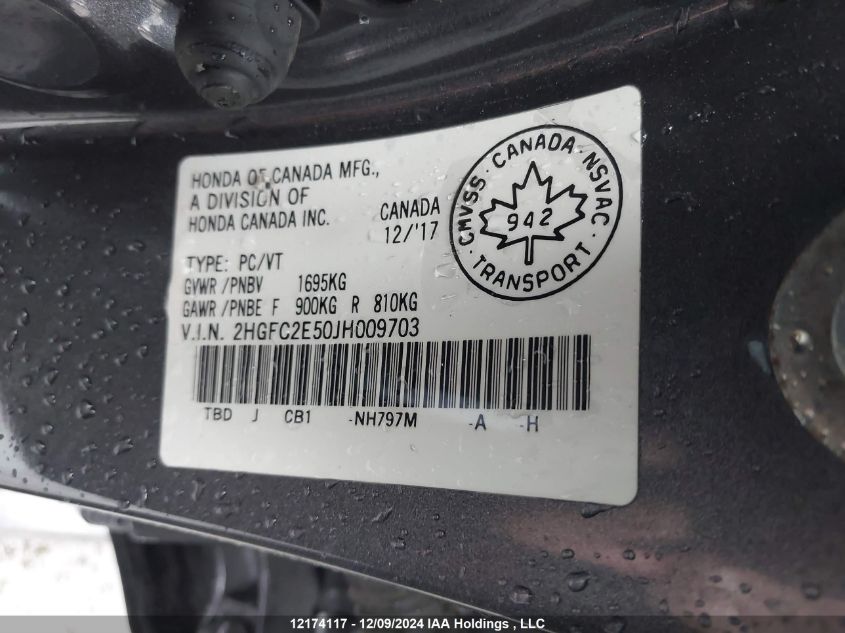 HONDA OF CANADA MFG.,
A DIVISION OF
HONDA CANADA INC.
CANADA
12/'17
CMVSS · CANADA · NSVAC ·
942
TRANSPORT
TYPE: PC/VT
GVWR /PNBV 1695KG
GAWR /PNBE F 900KG R 810KG
V.I.N. 2HGFC2E50JH009703
TBD J CB1 -NH797M -A -H
12174117 - 12/09/2024 IAA Holdings , LLC